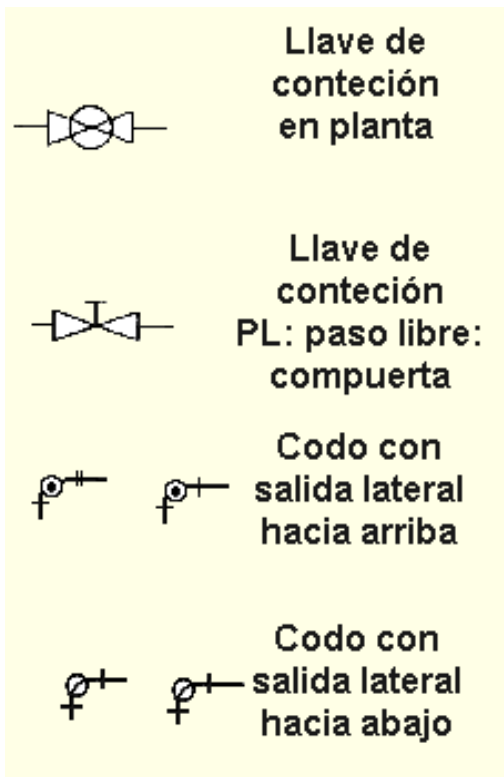 Llave de
conteción
en planta
Llave de
conteción
PL: paso libre:
compuerta
Codo con
salida lateral
hacia arriba
Codo con
salida lateral
hacia abajo